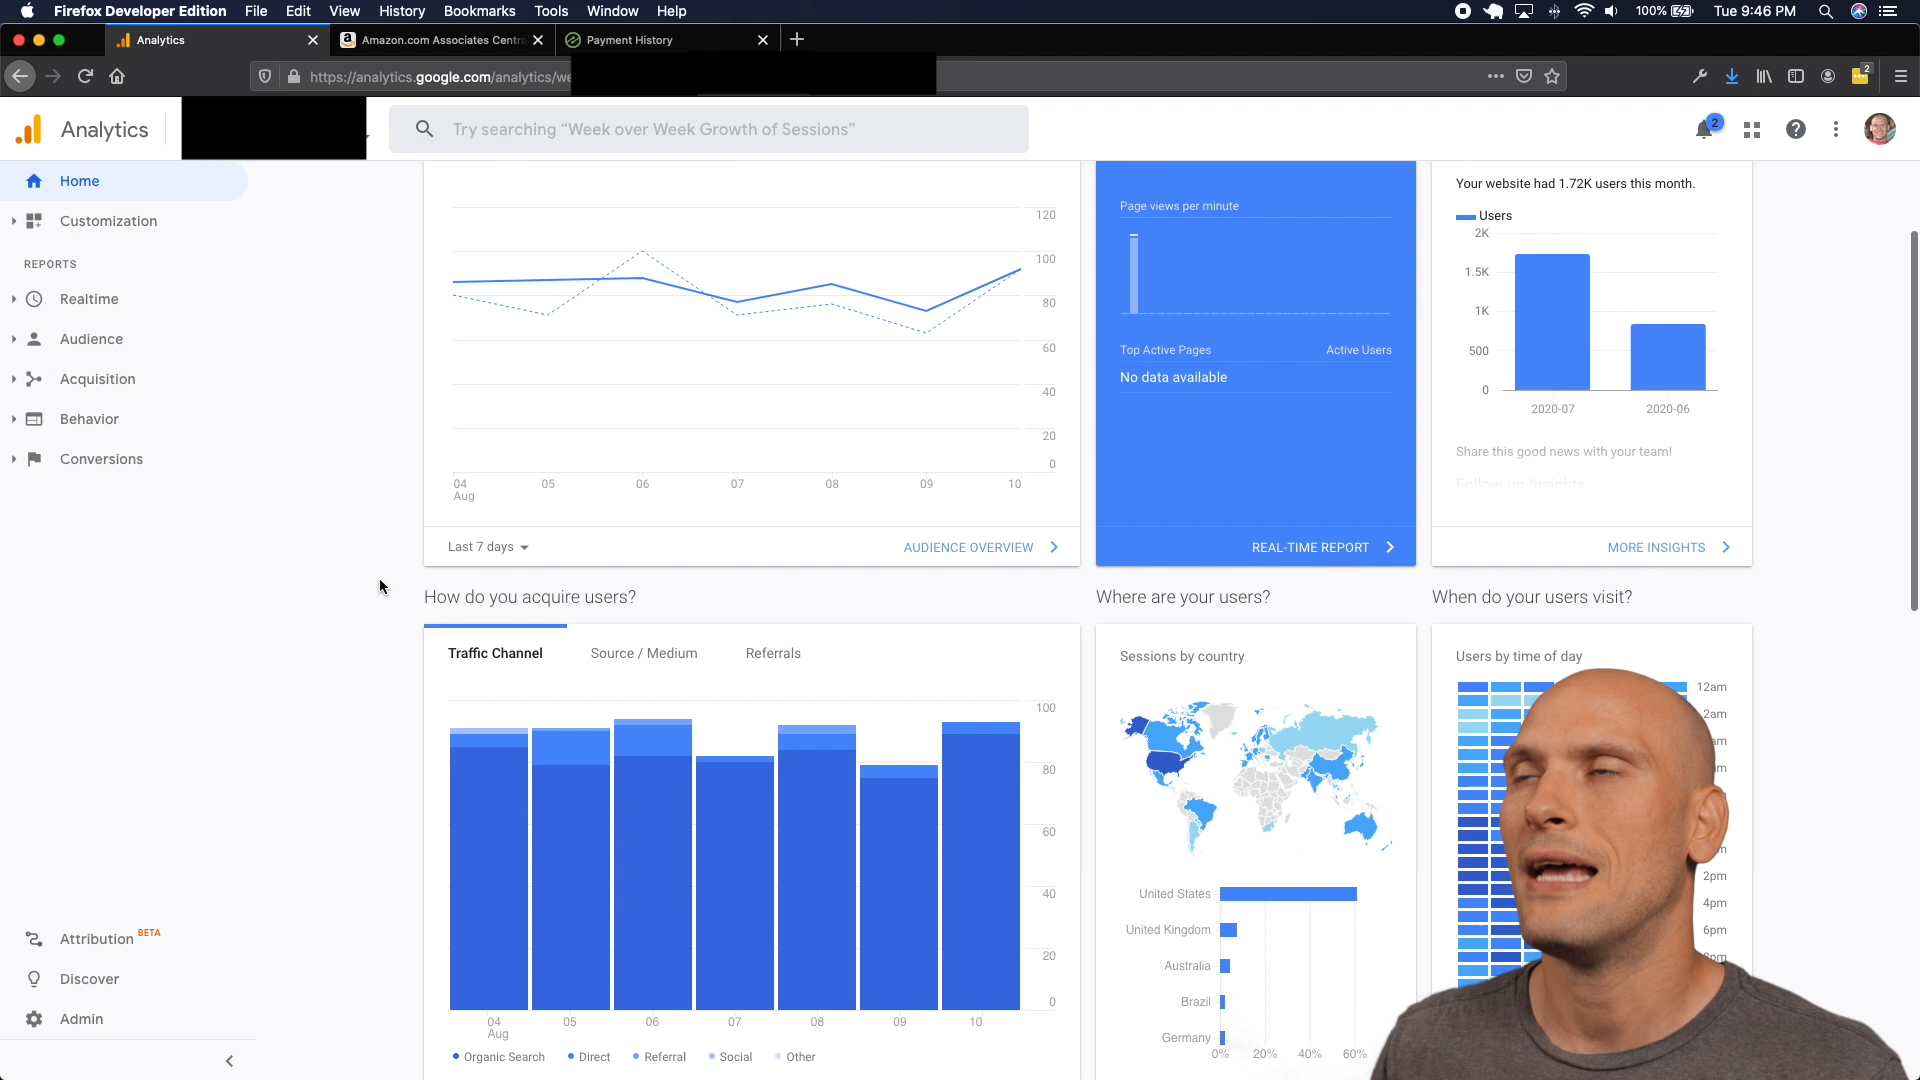 Firefox Developer Edition File Edit View History Bookmarks Tools Window Help 100% Tue 9:46 PM
Analytics Amazon.com Associates Centra Payment History
https://analytics.google.com/analytics/we
2
Analytics Try searching “Week over Week Growth of Sessions” 2
Home
Customization
REPORTS
Realtime
Audience
Acquisition
Behavior
Conversions
Attribution BETA
Discover
Admin
120
100
80
60
40
20
0
04 05 06 07 08 09 10
Aug
Last 7 days AUDIENCE OVERVIEW
Page views per minute
Top Active Pages Active Users
No data available
REAL-TIME REPORT
Your website had 1.72K users this month.
Users
2K
1.5K
1K
500
0
2020-07 2020-06
Share this good news with your team!
Follow up Insights
MORE INSIGHTS
How do you acquire users?
Traffic Channel Source / Medium Referrals
100
80
60
40
20
0
04 05 06 07 08 09 10
Aug
Organic Search Direct Referral Social Other
Where are your users?
Sessions by country
United States
United Kingdom
Australia
Brazil
Germany
0% 20% 40% 60%
When do your users visit?
Users by time of day
12am
2am
2pm
4pm
6pm